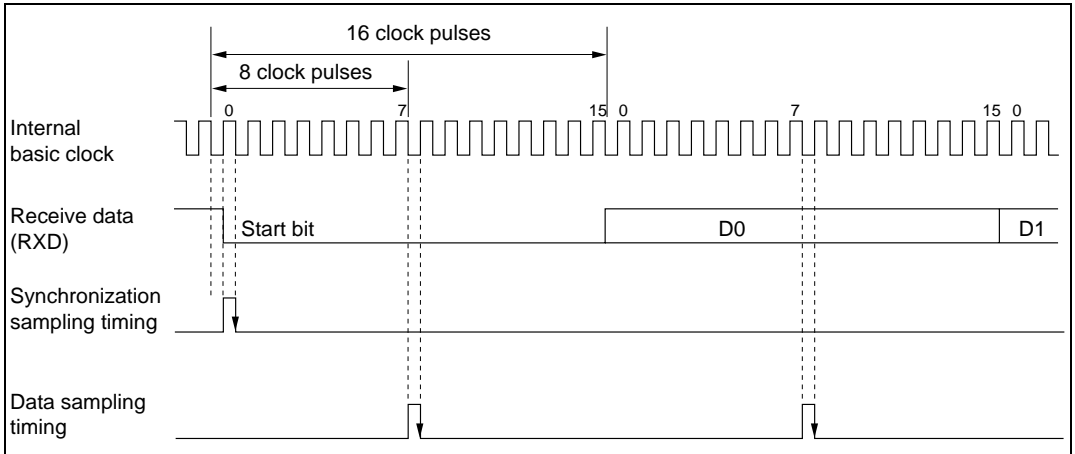 16 clock pulses
8 clock pulses
0 7 15 0 7 15 0
Internal
basic clock
Receive data
(RXD)
Start bit D0 D1
Synchronization
sampling timing
Data sampling
timing